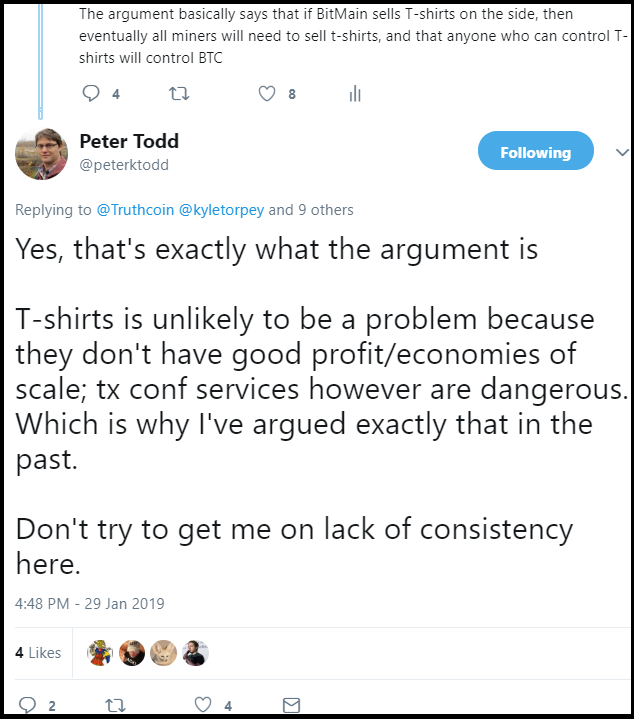 The argument basically says that if BitMain sells T-shirts on the side, then
eventually all miners will need to sell t-shirts, and that anyone who can control T-
shirts will control BTC
4 8
Peter Todd
@peterktodd
Following
Replying to @Truthcoin @kyletorpey and 9 others
Yes, that's exactly what the argument is
T-shirts is unlikely to be a problem because
they don't have good profit/economies of
scale; tx conf services however are dangerous.
Which is why I've argued exactly that in the
past.
Don't try to get me on lack of consistency
here.
4:48 PM - 29 Jan 2019
4 Likes
2 4